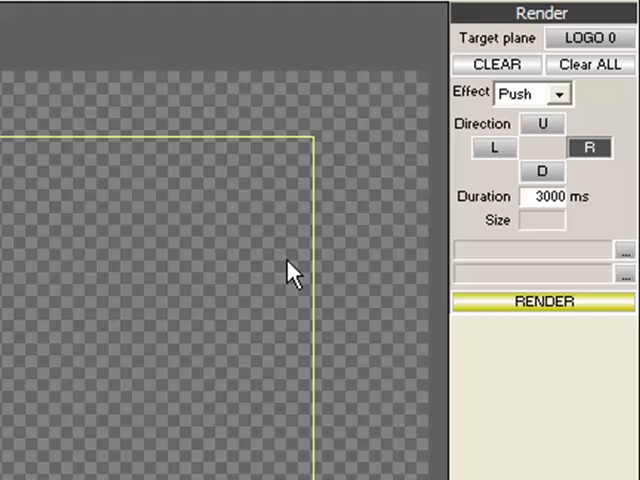 Render
Target plane LOGO 0
CLEAR Clear ALL
Effect Push
Direction U
L R
D
Duration 3000 ms
Size
...
...
RENDER